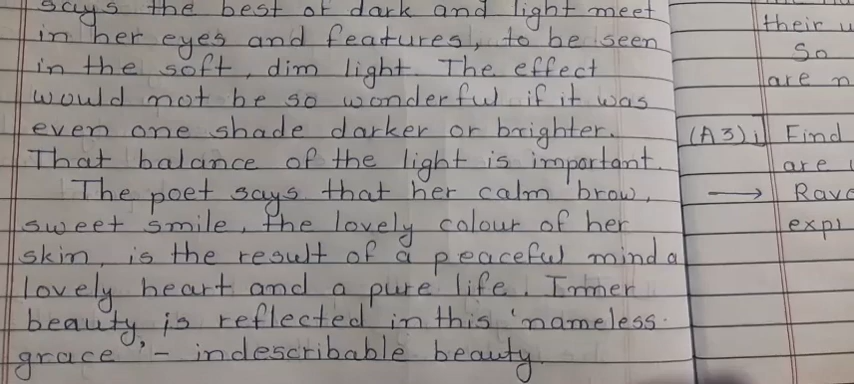 says the best of dark and light meet
in her eyes and features, to be seen
in the soft, dim light. The effect
would not be so wonderful if it was
even one shade darker or brighter.
That balance of the light is important.
The poet says that her calm brow,
sweet smile, the lovely colour of her
skin, is the result of a peaceful mind a
lovely heart and a pure life. Inner
beauty is reflected in this 'nameless
grace' - indescribable beauty.
their
So
are
(A3) i] Find
are
→